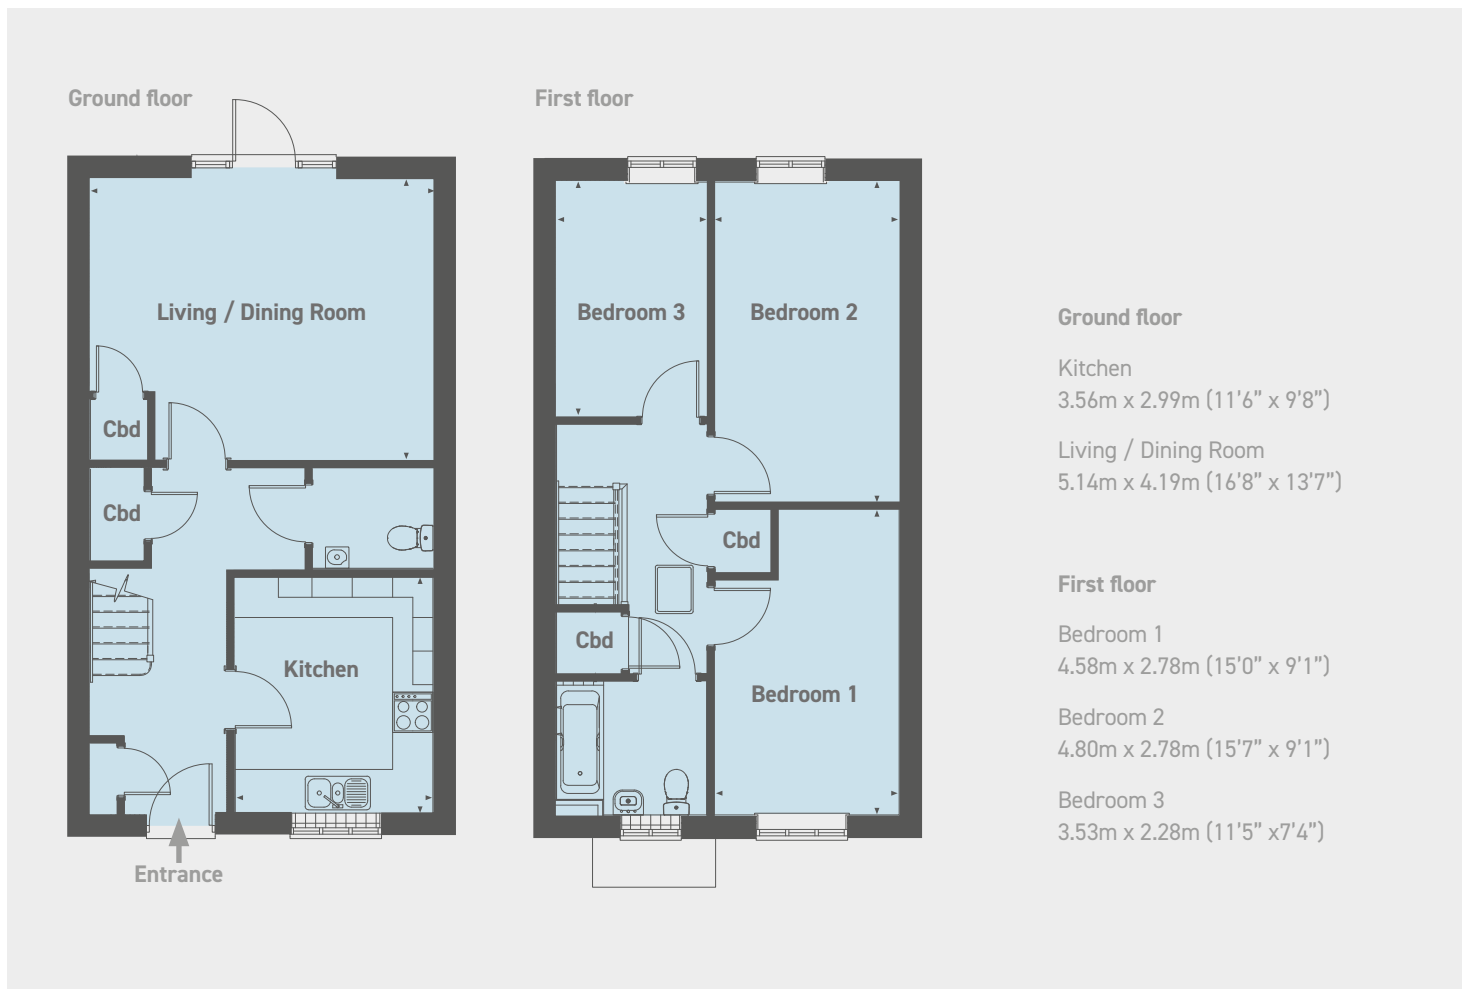 Ground floor
Living / Dining Room
Cbd
Cbd
Kitchen
Entrance
First floor
Bedroom 3
Bedroom 2
Cbd
Cbd
Bedroom 1
Ground floor
Kitchen
3.56m x 2.99m (11’6” x 9’8”)
Living / Dining Room
5.14m x 4.19m (16’8” x 13’7”)
First floor
Bedroom 1
4.58m x 2.78m (15’0” x 9’1”)
Bedroom 2
4.80m x 2.78m (15’7” x 9’1”)
Bedroom 3
3.53m x 2.28m (11’5” x7’4”)